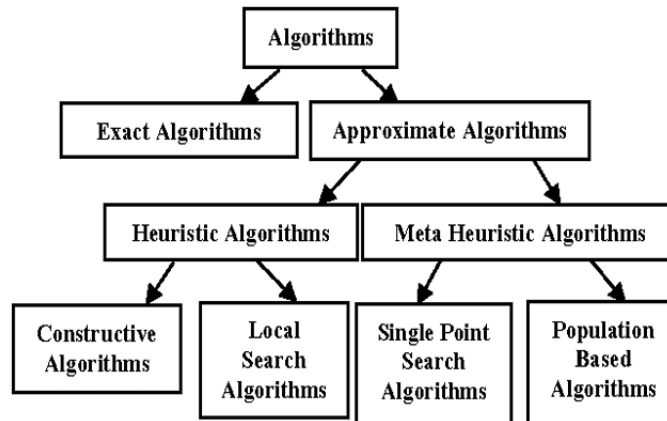 Algorithms
Exact Algorithms
Approximate Algorithms
Heuristic Algorithms
Meta Heuristic Algorithms
Constructive
Algorithms
Local
Search
Algorithms
Single Point
Search
Algorithms
Population
Based
Algorithms